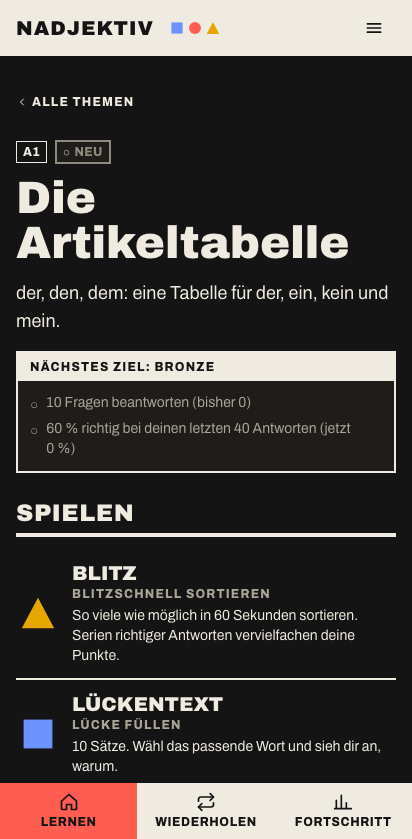 NADJEKTIV
‹ ALLE THEMEN
A1 ○ NEU
Die
Artikeltabelle
der, den, dem: eine Tabelle für der, ein, kein und
mein.
NÄCHSTES ZIEL: BRONZE
○ 10 Fragen beantworten (bisher 0)
○ 60 % richtig bei deinen letzten 40 Antworten (jetzt
0 %)
SPIELEN
BLITZ
BLITZSCHNELL SORTIEREN
So viele wie möglich in 60 Sekunden sortieren.
Serien richtiger Antworten vervielfachen deine
Punkte.
LÜCKENTEXT
LÜCKE FÜLLEN
10 Sätze. Wähl das passende Wort und sieh dir an,
warum.
LERNEN WIEDERHOLEN FORTSCHRITT